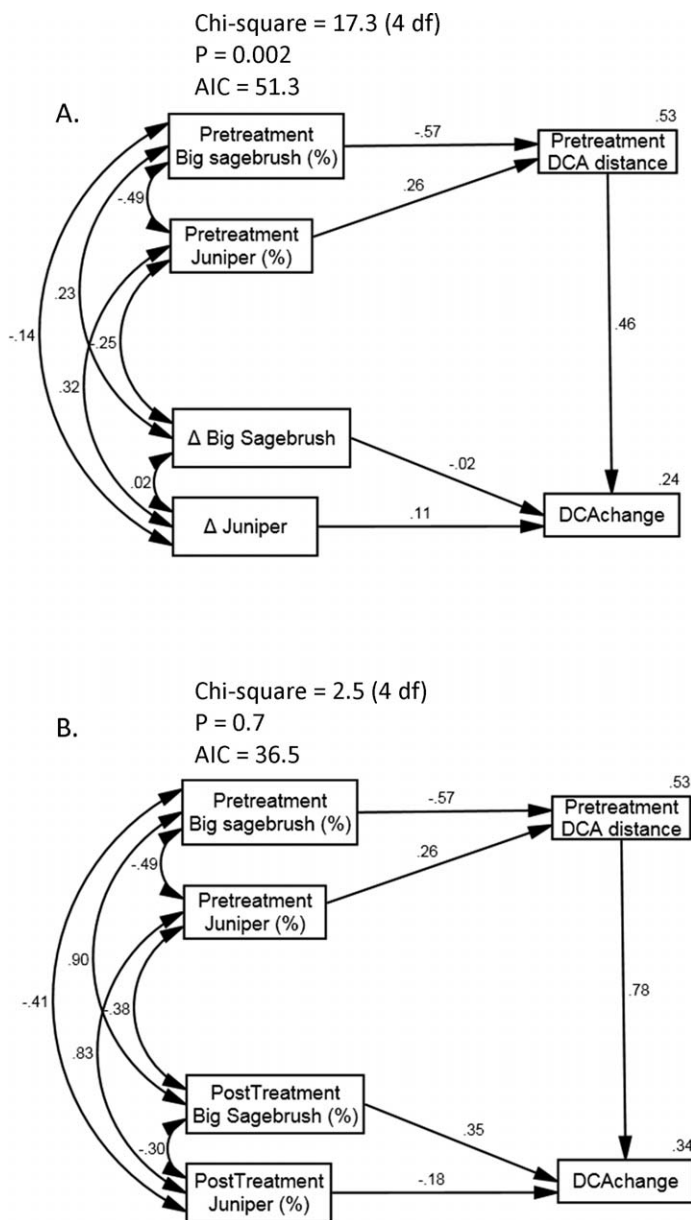 Chi-square = 17.3 (4 df)
P = 0.002
AIC = 51.3
A.
Pretreatment
Big sagebrush (%)
-.57
.53
Pretreatment
DCA distance
-.49
.26
Pretreatment
Juniper (%)
.23
-.14
-.25
.32
.46
Δ Big Sagebrush
-.02
.02
.24
Δ Juniper
.11
DCAchange
Chi-square = 2.5 (4 df)
P = 0.7
AIC = 36.5
B.
Pretreatment
Big sagebrush (%)
-.57
.53
Pretreatment
DCA distance
-.49
.26
Pretreatment
Juniper (%)
.90
-.41
-.38
.83
.78
PostTreatment
Big Sagebrush (%)
.35
-.30
.34
PostTreatment
Juniper (%)
-.18
DCAchange